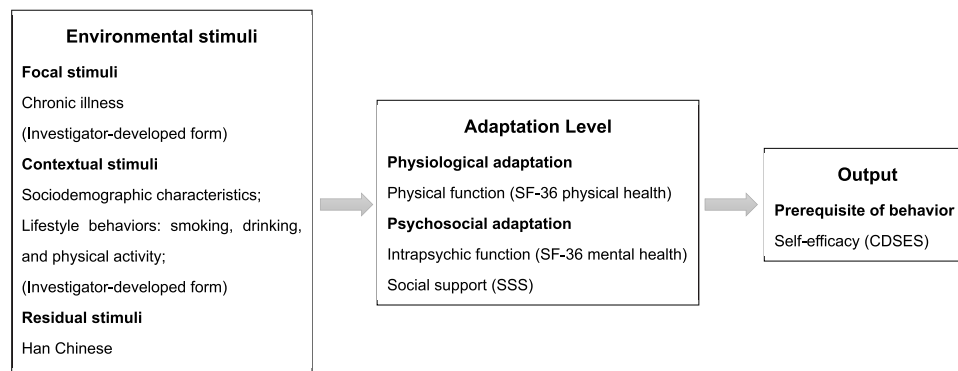 Environmental stimuli
Focal stimuli
Chronic illness
(Investigator-developed form)
Contextual stimuli
Sociodemographic characteristics;
Lifestyle behaviors: smoking, drinking,
and physical activity;
(Investigator-developed form)
Residual stimuli
Han Chinese
Adaptation Level
Physiological adaptation
Physical function (SF-36 physical health)
Psychosocial adaptation
Intrapsychic function (SF-36 mental health)
Social support (SSS)
Output
Prerequisite of behavior
Self-efficacy (CDSES)